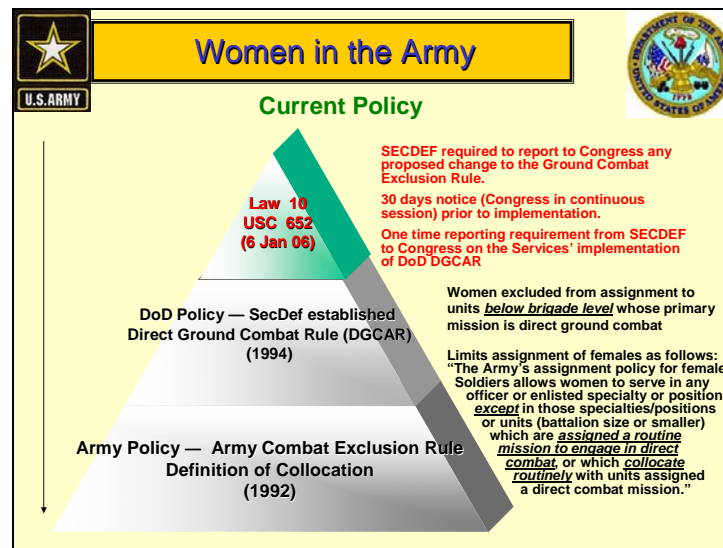 Women in the Army
U.S.ARMY
Current Policy
SECDEF required to report to Congress any
proposed change to the Ground Combat
Exclusion Rule.
30 days notice (Congress in continuous
session) prior to implementation.
One time reporting requirement from SECDEF
to Congress on the Services’ implementation
of DoD DGCAR
Law 10
USC 652
(6 Jan 06)
Women excluded from assignment to
units below brigade level whose primary
mission is direct ground combat
DoD Policy — SecDef established
Direct Ground Combat Rule (DGCAR)
(1994)
Limits assignment of females as follows:
“The Army’s assignment policy for female
Soldiers allows women to serve in any
officer or enlisted specialty or position
except in those specialties/positions
or units (battalion size or smaller)
which are assigned a routine
mission to engage in direct
combat, or which collocate
routinely with units assigned
a direct combat mission.”
Army Policy — Army Combat Exclusion Rule
Definition of Collocation
(1992)